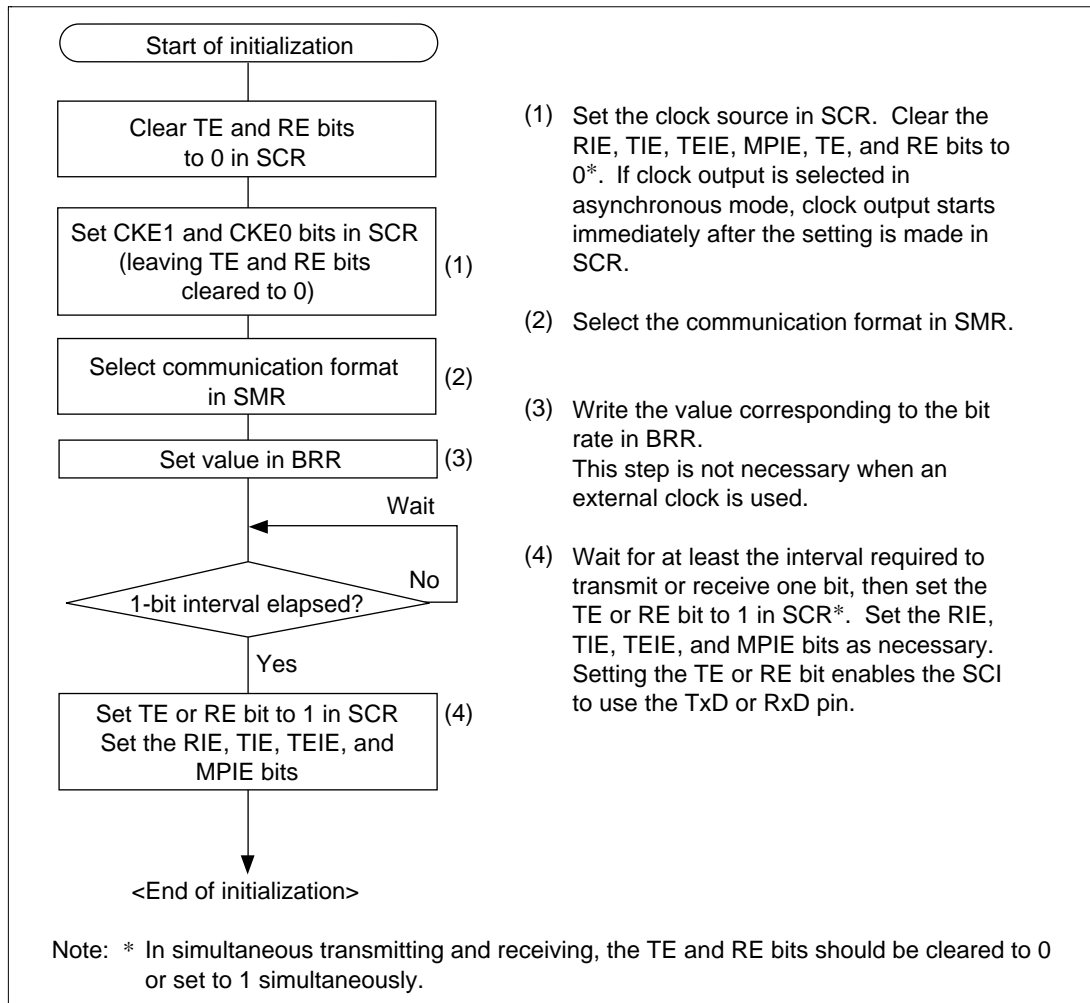 Start of initialization
Clear TE and RE bits
to 0 in SCR
Set CKE1 and CKE0 bits in SCR
(leaving TE and RE bits
cleared to 0)
(1)
Select communication format
in SMR
(2)
Set value in BRR
(3)
Wait
No
1-bit interval elapsed?
Yes
Set TE or RE bit to 1 in SCR
Set the RIE, TIE, TEIE, and
MPIE bits
(4)
<End of initialization>
(1) Set the clock source in SCR. Clear the
RIE, TIE, TEIE, MPIE, TE, and RE bits to
0*. If clock output is selected in
asynchronous mode, clock output starts
immediately after the setting is made in
SCR.
(2) Select the communication format in SMR.
(3) Write the value corresponding to the bit
rate in BRR.
This step is not necessary when an
external clock is used.
(4) Wait for at least the interval required to
transmit or receive one bit, then set the
TE or RE bit to 1 in SCR*. Set the RIE,
TIE, TEIE, and MPIE bits as necessary.
Setting the TE or RE bit enables the SCI
to use the TxD or RxD pin.
Note: * In simultaneous transmitting and receiving, the TE and RE bits should be cleared to 0
or set to 1 simultaneously.